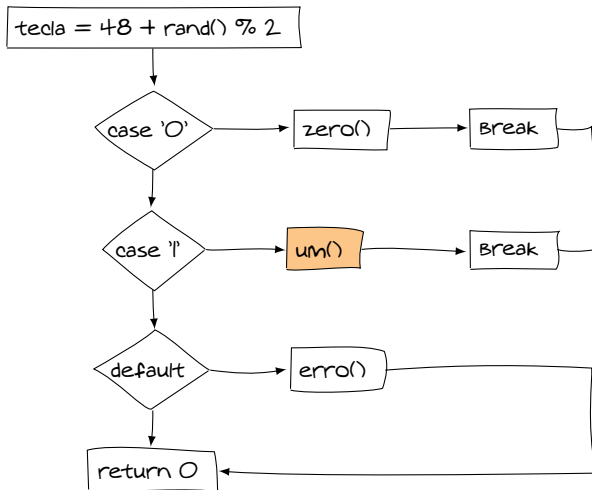 tecla = 48 + rand() % 2
case '0'
zero()
Break
case '1'
um()
Break
default
erro()
return 0